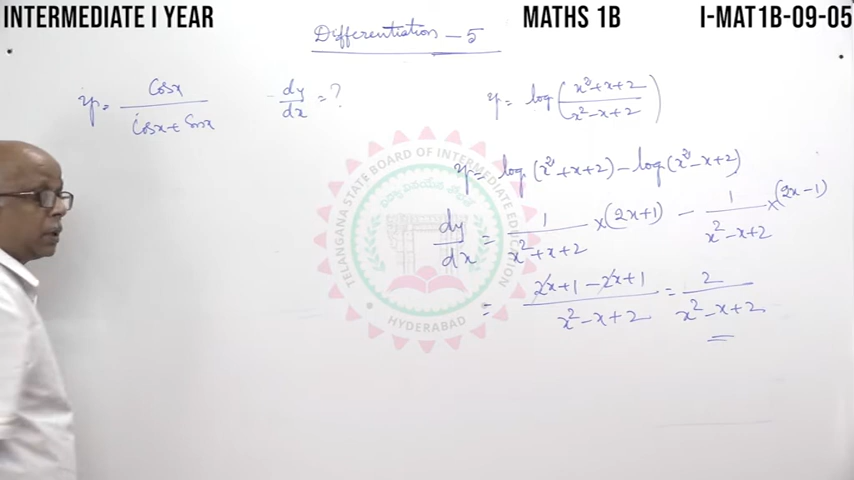 INTERMEDIATE I YEAR
MATHS 1B
I-MAT1B-09-05
Differentiation - 5
y = cosx / (cosx + sinx)
dy/dx = ?
y = log((x²+x+2)/(x²-x+2))
y = log(x²+x+2) - log(x²-x+2)
dy/dx = 1/(x²+x+2) × (2x+1) - 1/(x²-x+2) × (2x-1)
= (2x+1-2x+1)/(x²-x+2) = 2/(x²-x+2)
TELANGANA STATE BOARD OF INTERMEDIATE EDUCATION
విద్యా
HYDERABAD